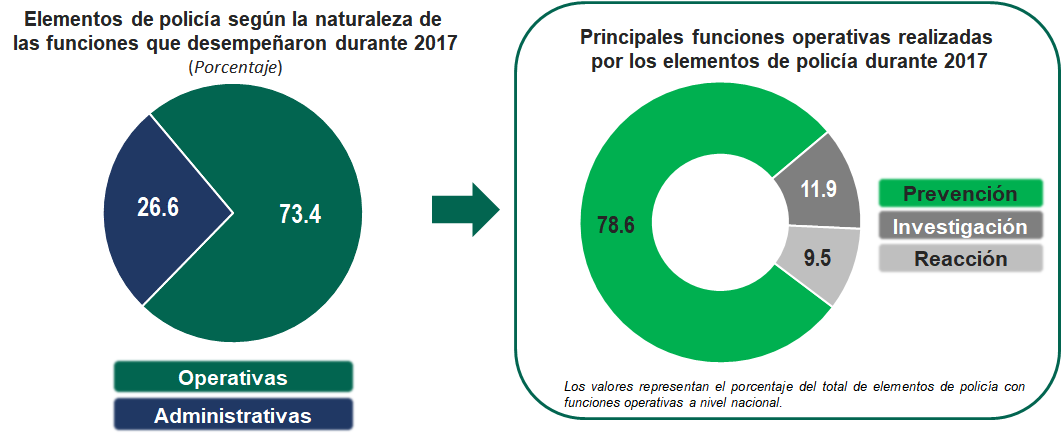 Elementos de policía según la naturaleza de
las funciones que desempeñaron durante 2017
(Porcentaje)
26.6
73.4
Operativas
Administrativas
Principales funciones operativas realizadas
por los elementos de policía durante 2017
78.6
11.9
9.5
Prevención
Investigación
Reacción
Los valores representan el porcentaje del total de elementos de policía con
funciones operativas a nivel nacional.